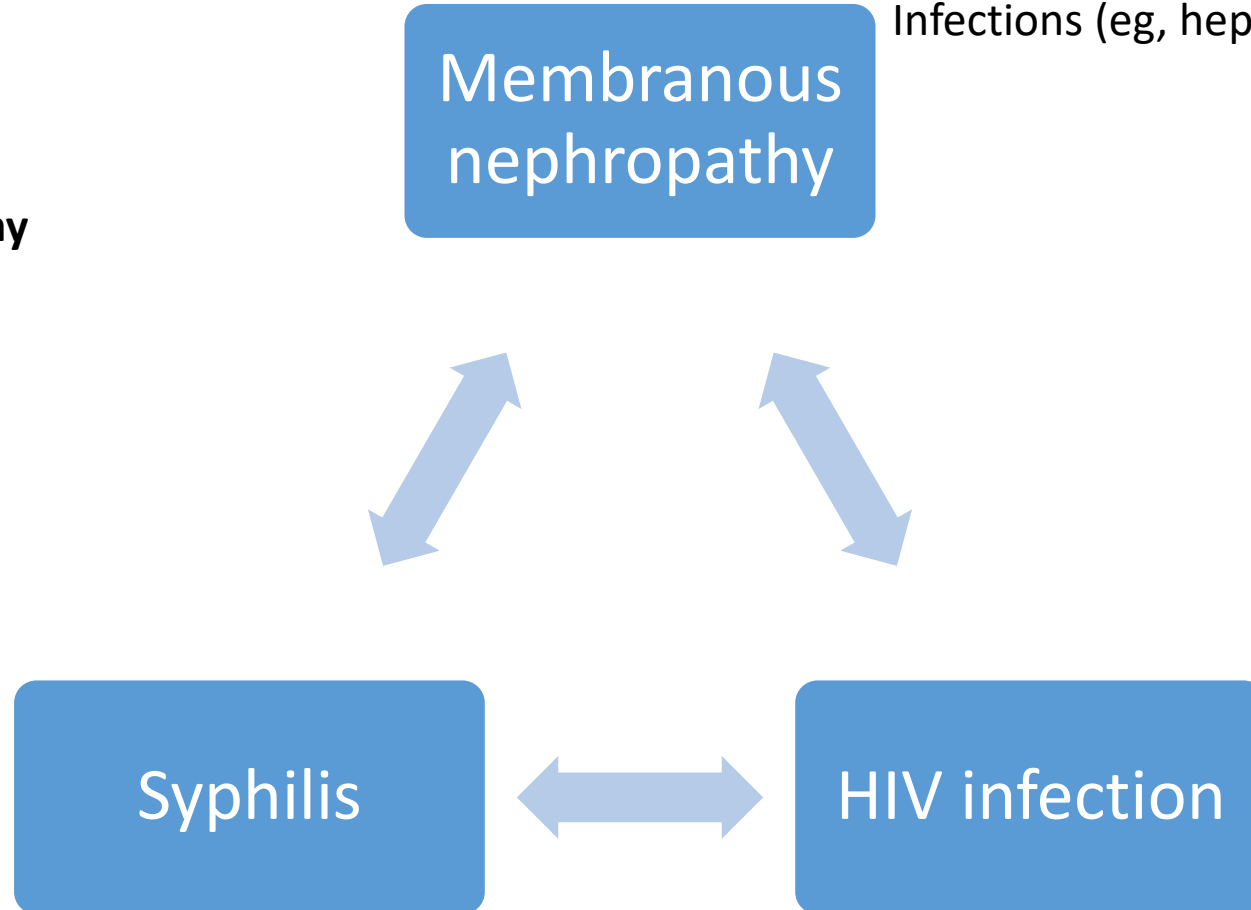 Infections (eg, hep
Membranous
nephropathy
Syphilis
HIV infection